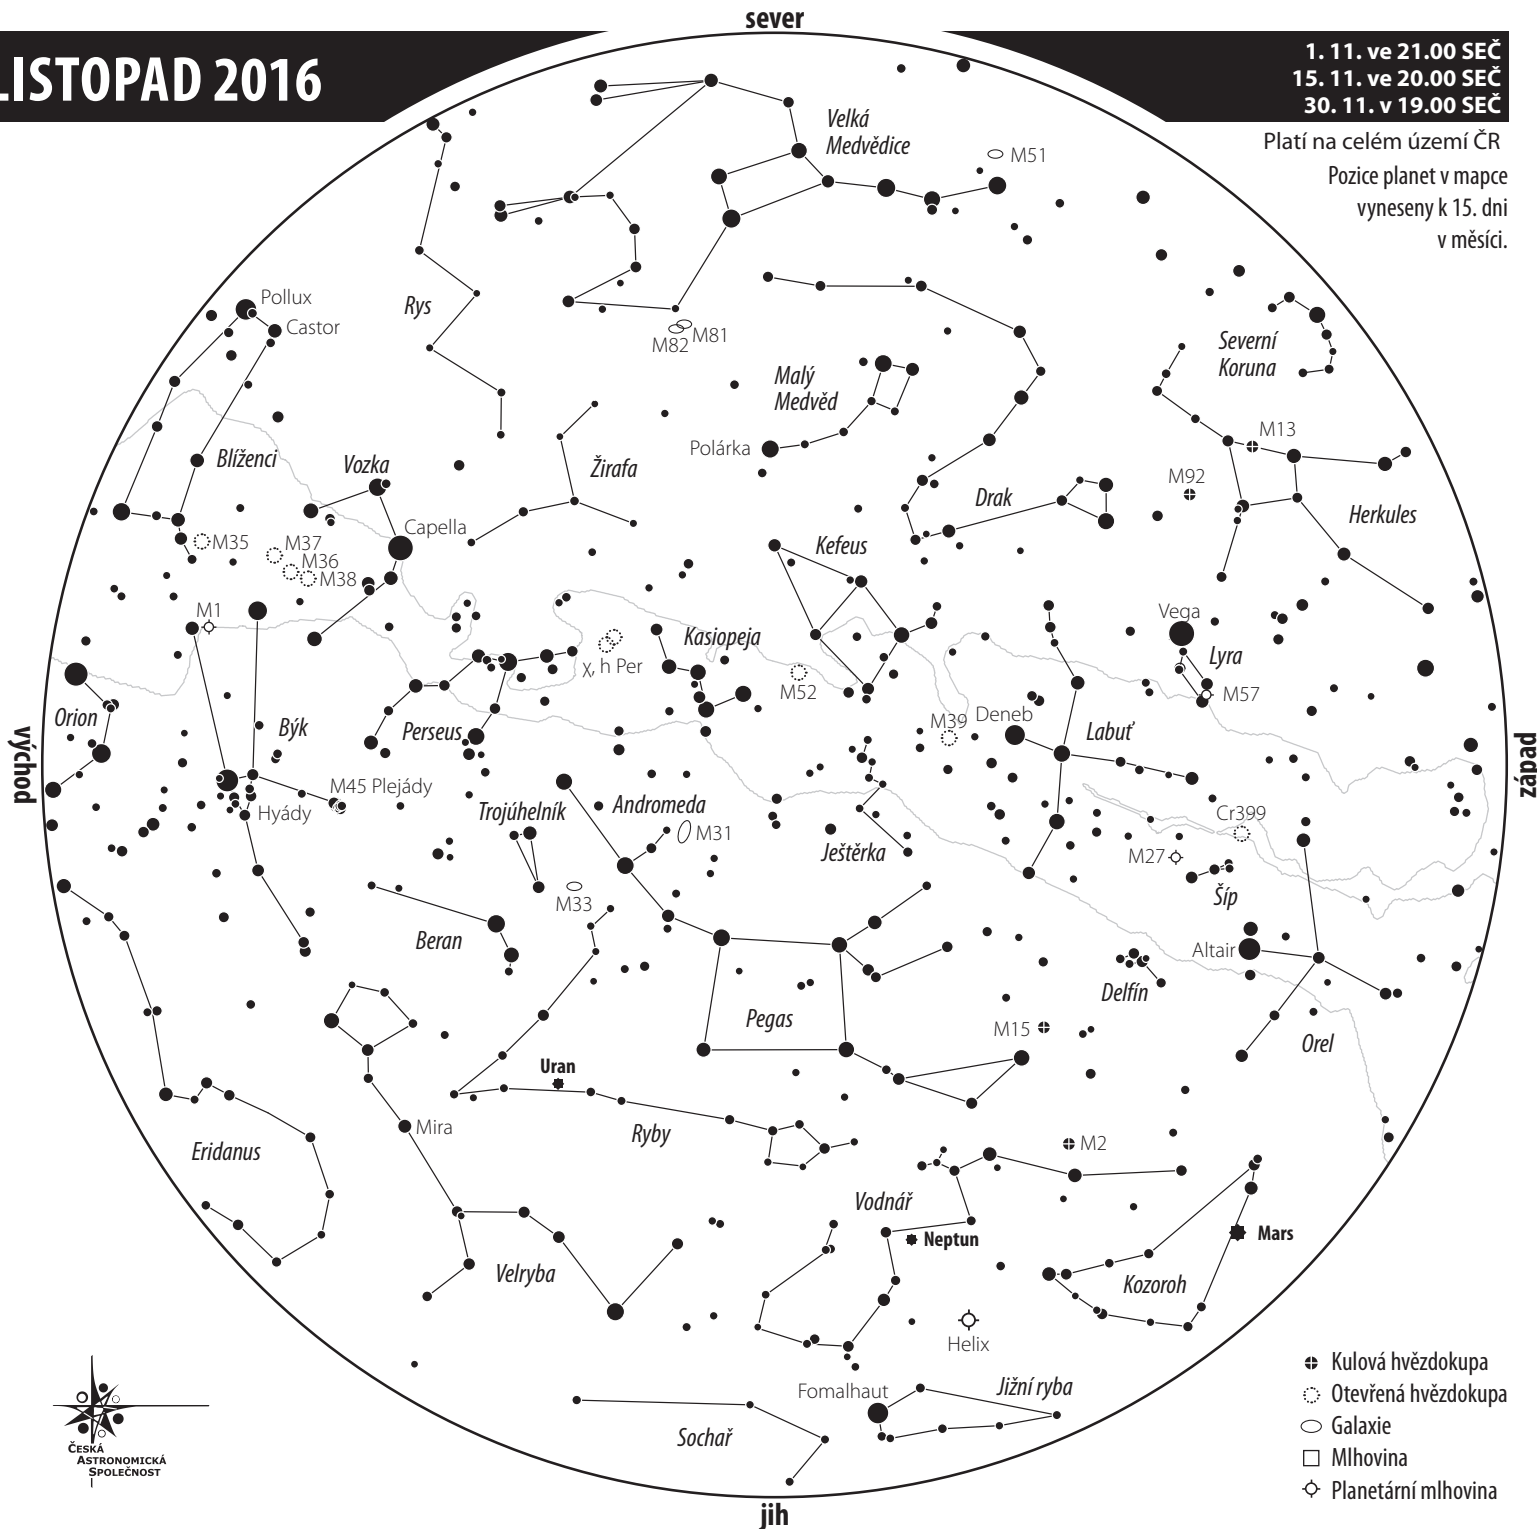 sever
LISTOPAD 2016
1. 11. ve 21.00 SEČ
15. 11. ve 20.00 SEČ
30. 11. v 19.00 SEČ
Platí na celém území ČR
Pozice planet v mapce
vyneseny k 15. dni
v měsíci.
Velká
Medvědice
M51
Pollux
Castor
Rys
M82
M81
Severní
Koruna
Malý
Medvěd
Polárka
M13
Blíženci
Vozka
Žirafa
Drak
M92
Herkules
Capella
Kefeus
M35
M37
M36
M38
M1
Vega
Lyra
Kasiopeja
χ, h Per
M52
M57
Orion
Býk
Perseus
M39
Deneb
Labuť
východ
západ
M45 Plejády
Hyády
Trojúhelník
Andromeda
M31
Ještěrka
Cr399
M27
Šíp
M33
Beran
Altair
Delfín
Pegas
M15
Orel
Uran
Mira
Ryby
M2
Eridanus
Vodnář
Neptun
Mars
Velryba
Kozoroh
Helix
Fomalhaut
Jižní ryba
Sochař
jih
Kulová hvězdokupa
Otevřená hvězdokupa
Galaxie
Mlhovina
Planetární mlhovina
ČESKÁ
ASTRONOMICKÁ
SPOLEČNOST